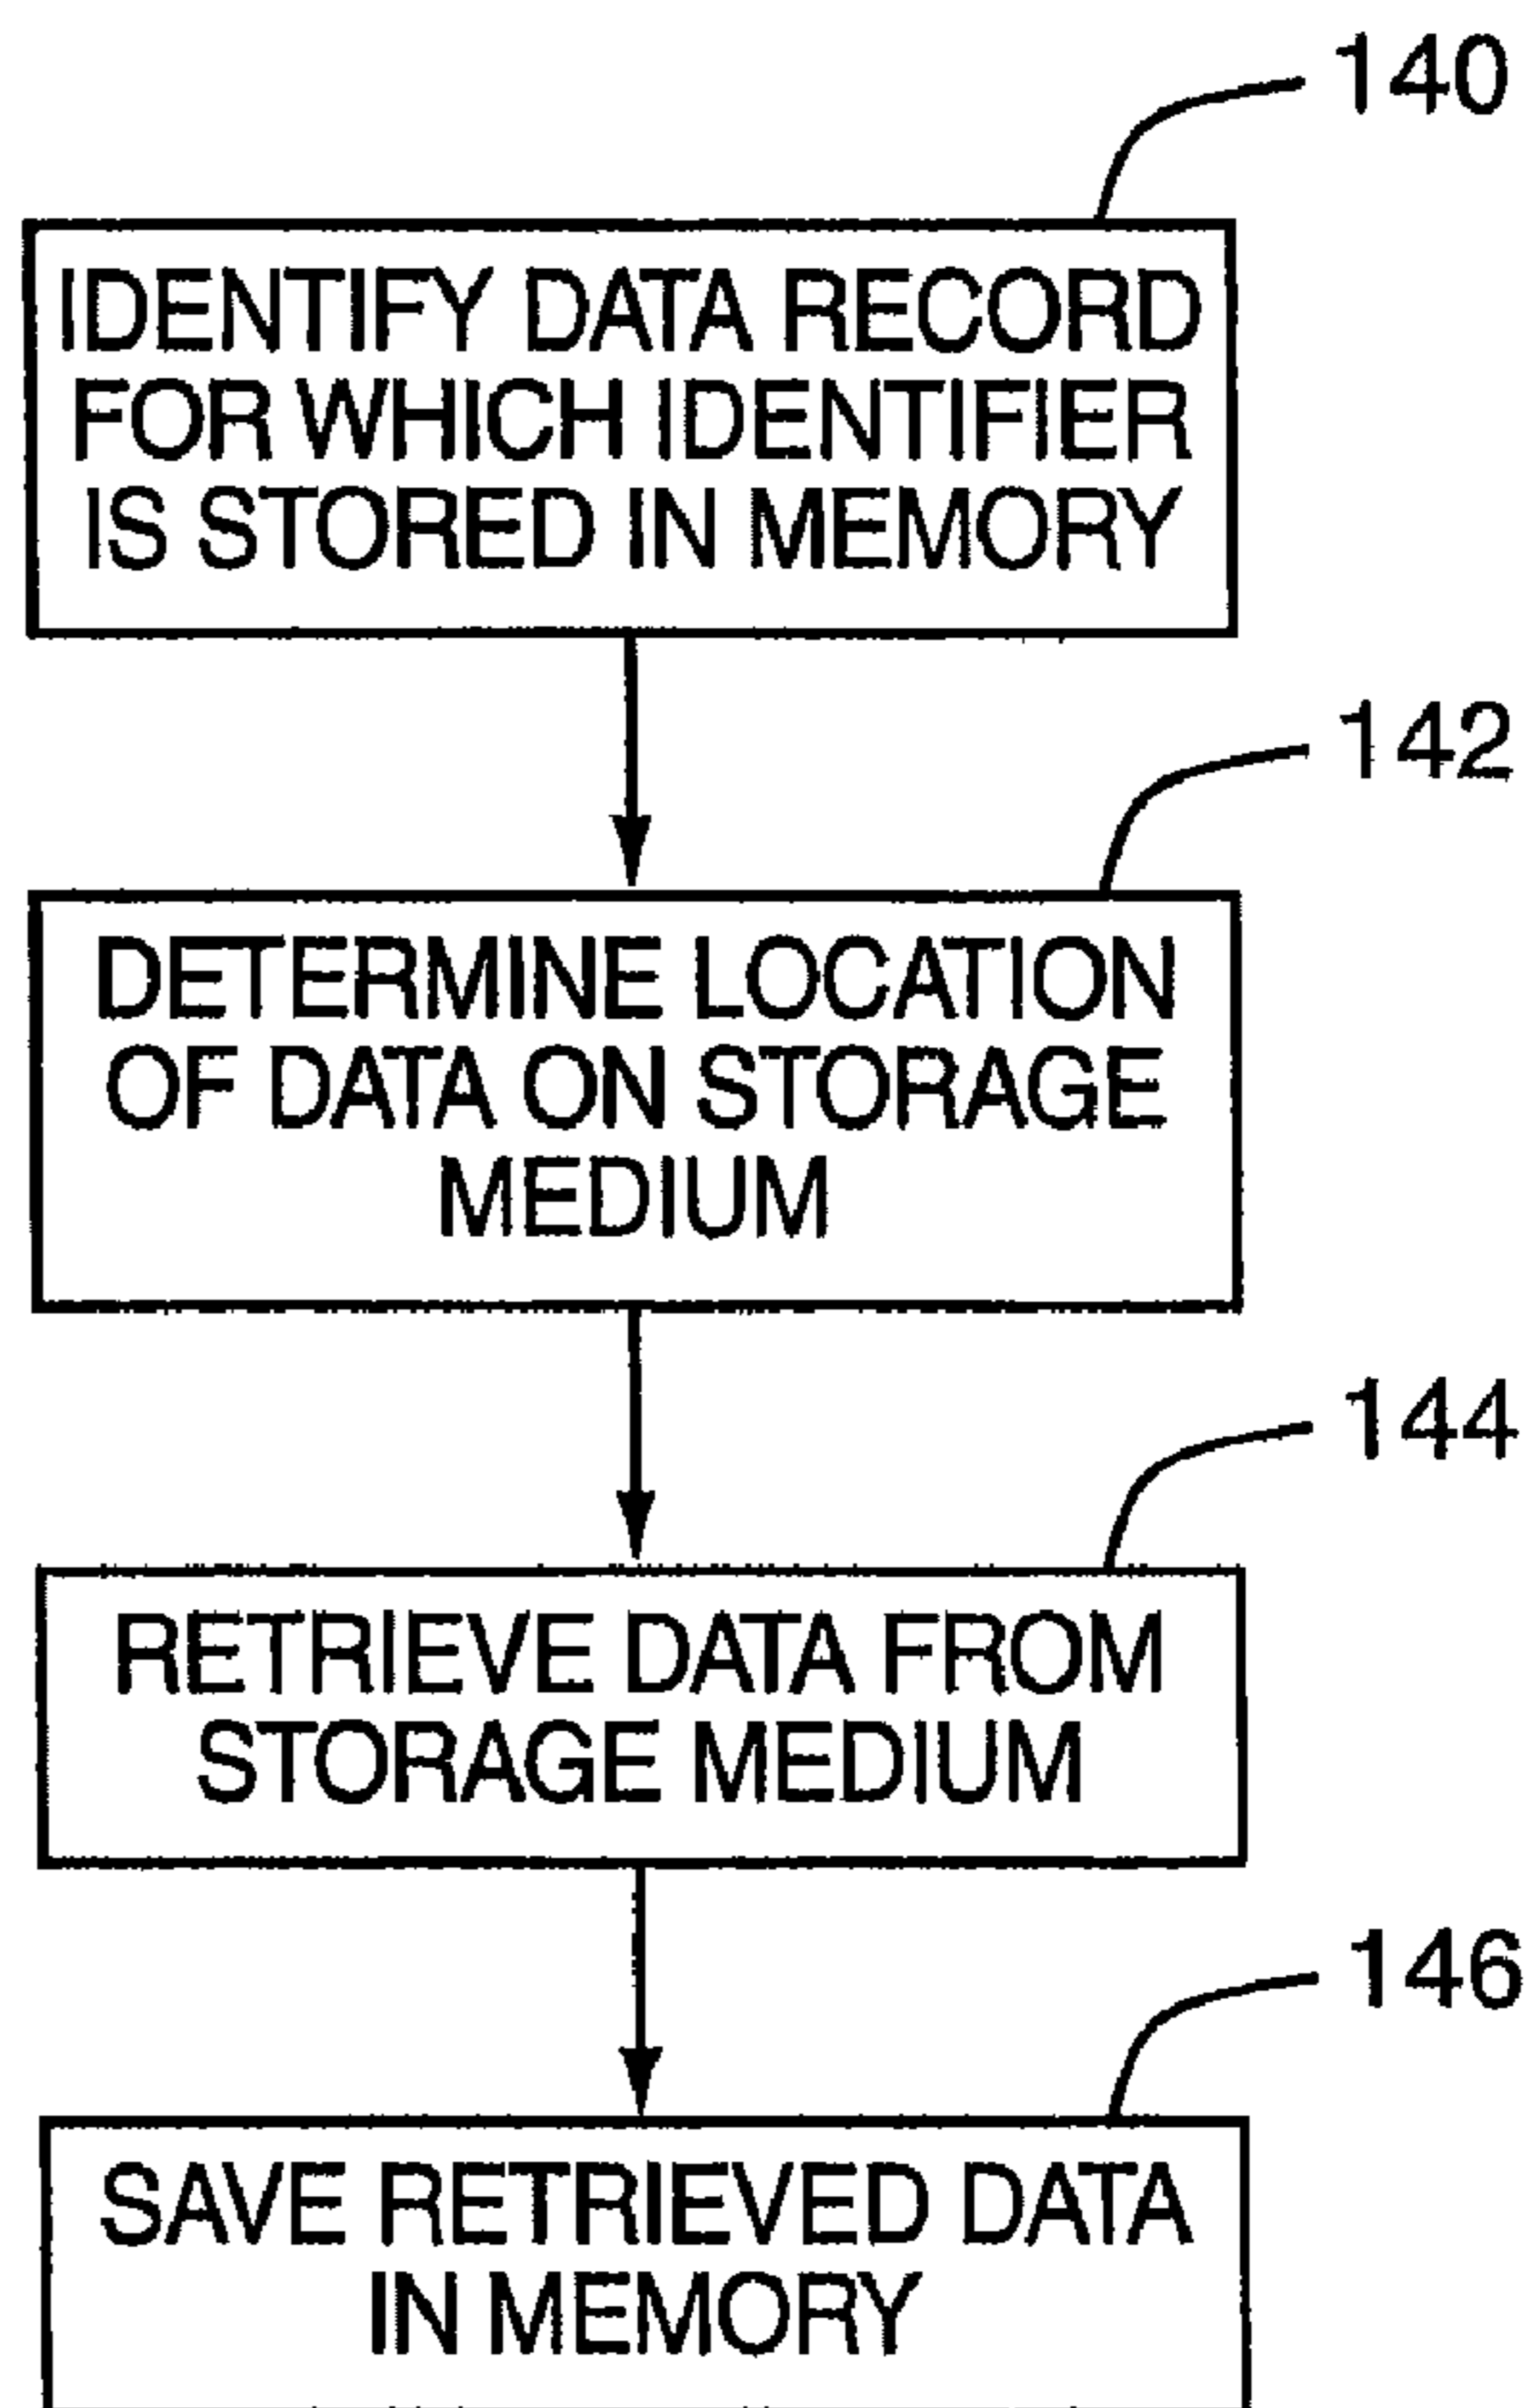 140
IDENTIFY DATA RECORD
FOR WHICH IDENTIFIER
IS STORED IN MEMORY
142
DETERMINE LOCATION
OF DATA ON STORAGE
MEDIUM
144
RETRIEVE DATA FROM
STORAGE MEDIUM
146
SAVE RETRIEVED DATA
IN MEMORY